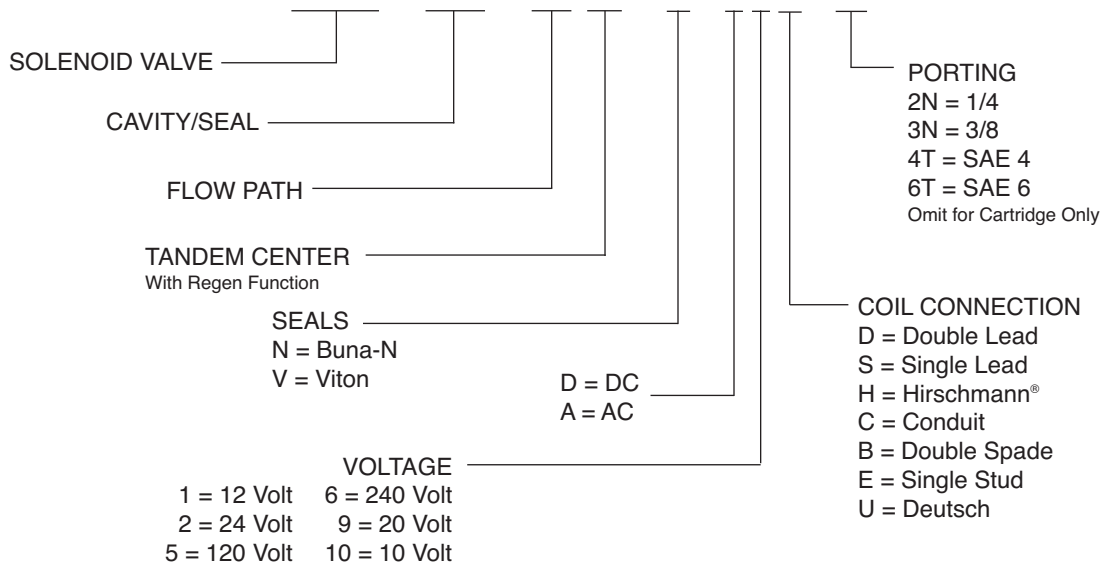 SOLENOID VALVE
CAVITY/SEAL
FLOW PATH
TANDEM CENTER
With Regen Function
SEALS
N = Buna-N
V = Viton
D = DC
A = AC
VOLTAGE
1 = 12 Volt 6 = 240 Volt
2 = 24 Volt 9 = 20 Volt
5 = 120 Volt 10 = 10 Volt
PORTING
2N = 1/4
3N = 3/8
4T = SAE 4
6T = SAE 6
Omit for Cartridge Only
COIL CONNECTION
D = Double Lead
S = Single Lead
H = Hirschmann®
C = Conduit
B = Double Spade
E = Single Stud
U = Deutsch